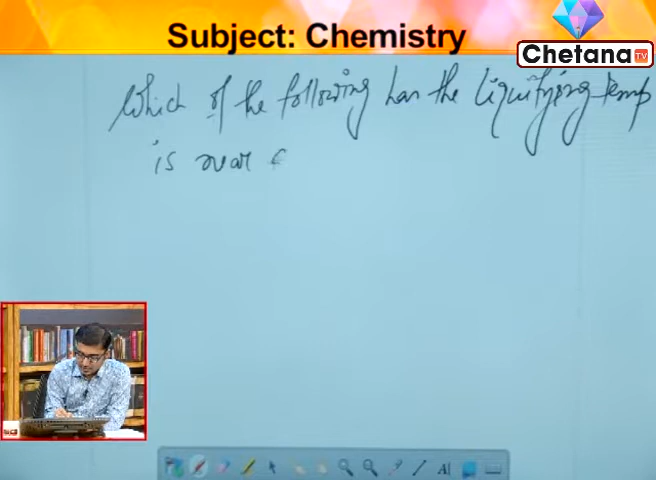 Subject: Chemistry
Chetana TV
Which of the following has the liquifying temp
is near